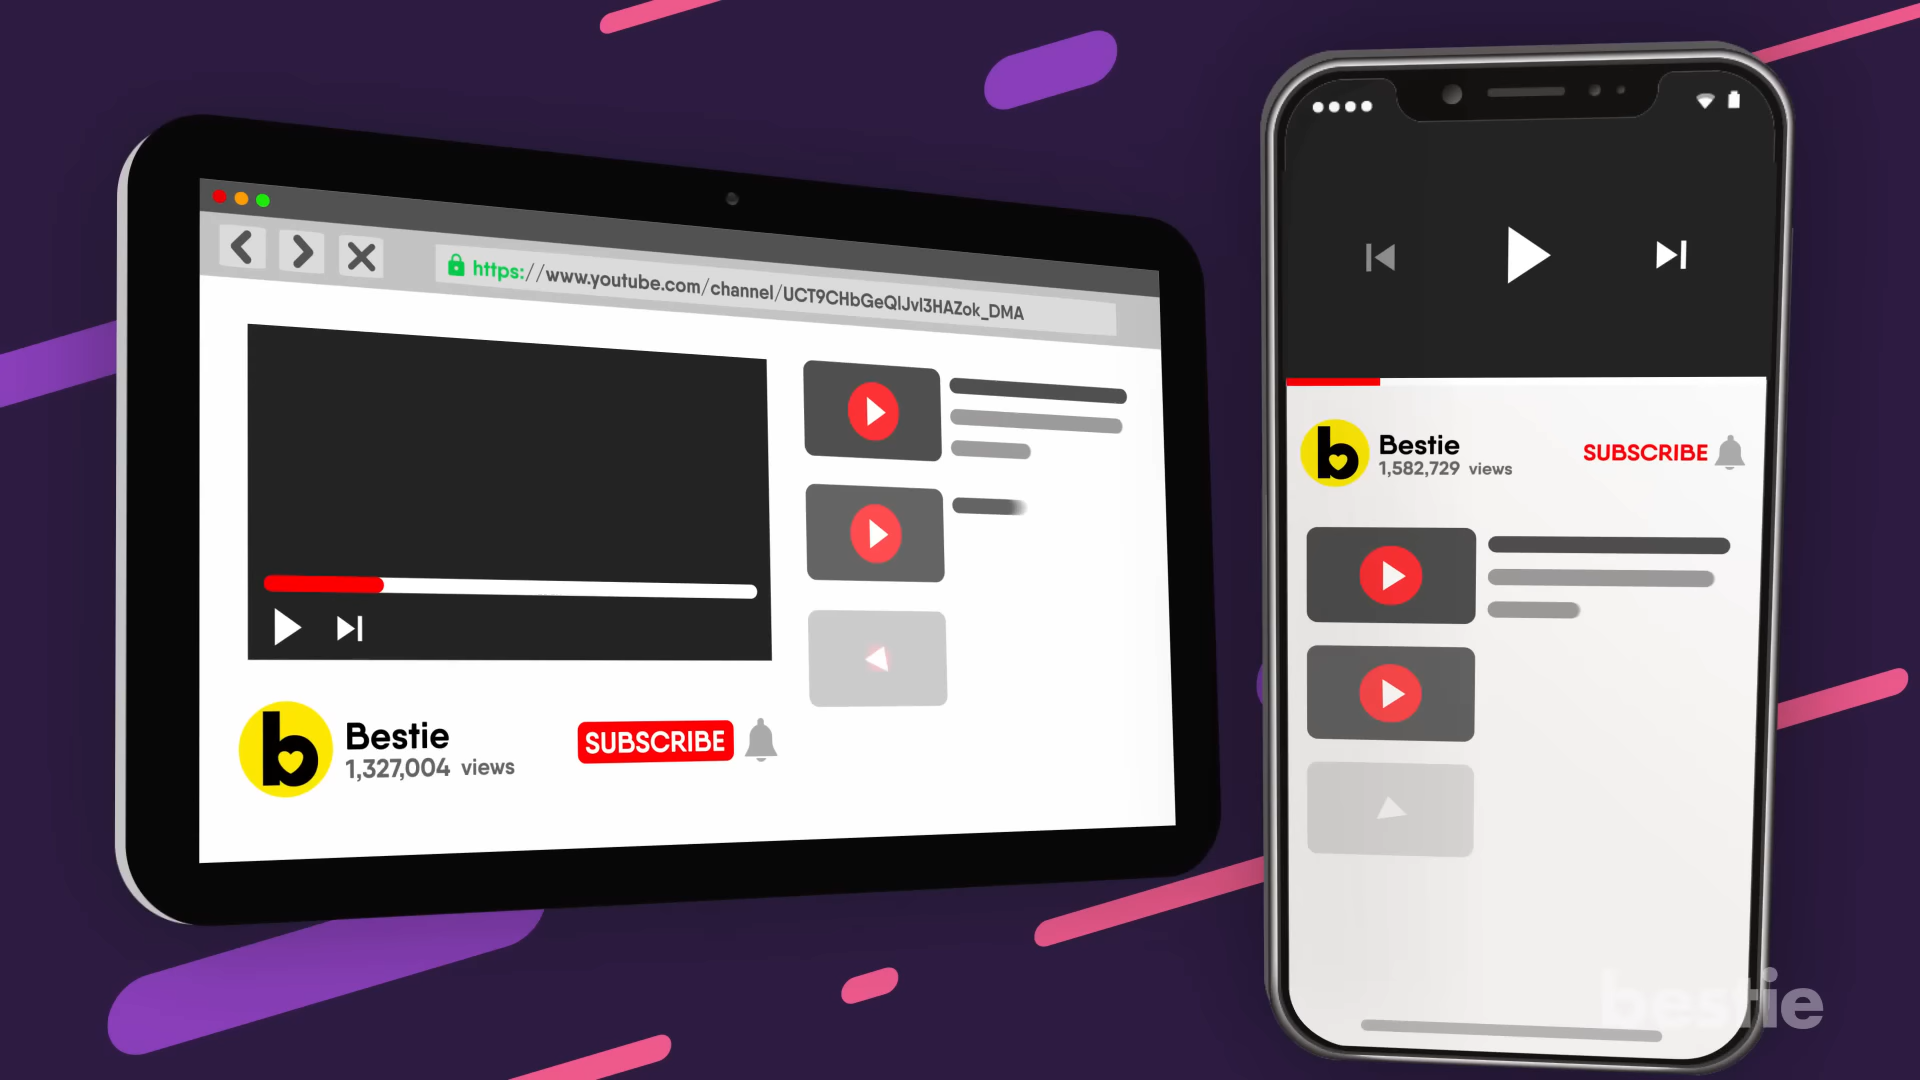 https://www.youtube.com/channel/UCT9CHbGeQlJvl3HAZok_DMA
Bestie
1,327,004 views
SUBSCRIBE
Bestie
1,582,729 views
SUBSCRIBE
bestie